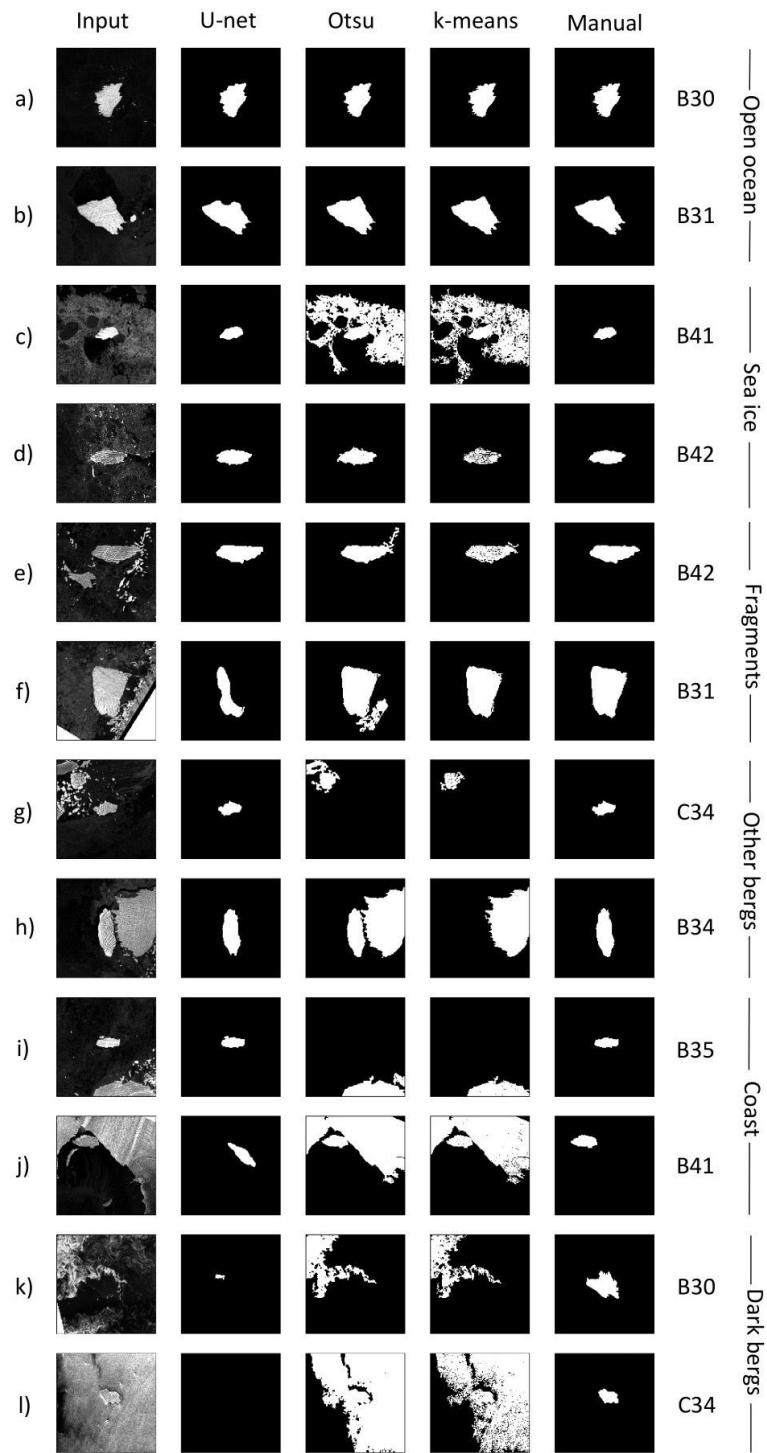 Input U-net Otsu k-means Manual
a) B30
b) B31
Open ocean
c) B41
d) B42
Sea ice
e) B42
f) B31
Fragments
g) C34
h) B34
Other bergs
i) B35
j) B41
Coast
k) B30
l) C34
Dark bergs